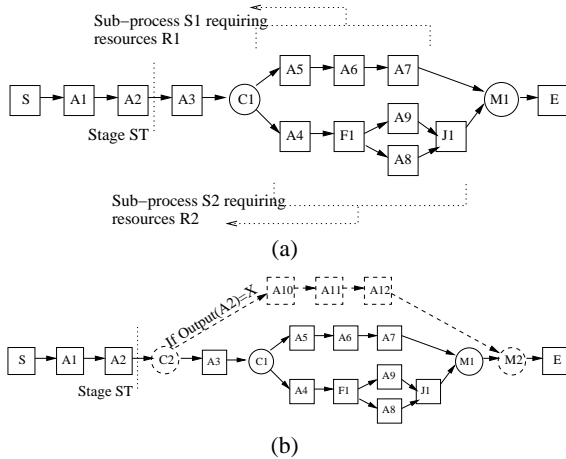 Sub-process S1 requiring
resources R1
A5 A6 A7
S A1 A2 A3 C1 M1 E
A4 F1 A9 J1
A8
Stage ST
Sub-process S2 requiring
resources R2
(a)
If Output(A2)=X
A10 A11 A12
A5 A6 A7
S A1 A2 C2 A3 C1 M1 M2 E
A4 F1 A9 J1
A8
Stage ST
(b)